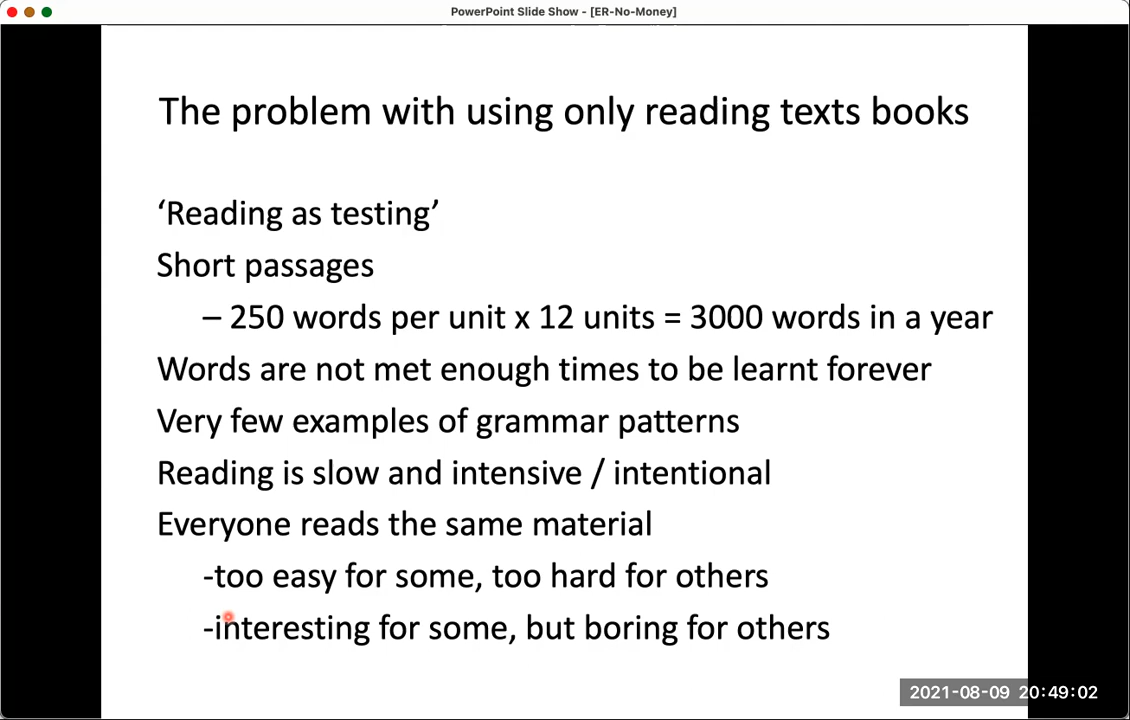 PowerPoint Slide Show - [ER-No-Money]
The problem with using only reading texts books
‘Reading as testing’
Short passages
– 250 words per unit x 12 units = 3000 words in a year
Words are not met enough times to be learnt forever
Very few examples of grammar patterns
Reading is slow and intensive / intentional
Everyone reads the same material
-too easy for some, too hard for others
-interesting for some, but boring for others
2021-08-09 20:49:02